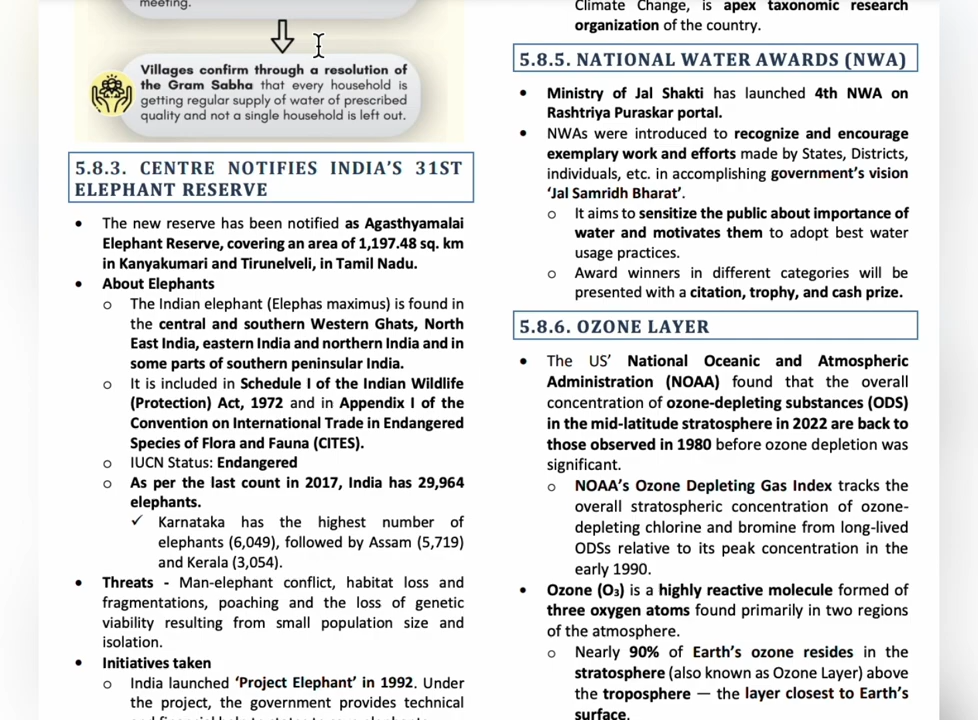 meeting.
Villages confirm through a resolution of
the Gram Sabha that every household is
getting regular supply of water of prescribed
quality and not a single household is left out.
5.8.3. CENTRE NOTIFIES INDIA'S 31ST
ELEPHANT RESERVE
• The new reserve has been notified as Agasthyamalai
Elephant Reserve, covering an area of 1,197.48 sq. km
in Kanyakumari and Tirunelveli, in Tamil Nadu.
• About Elephants
o The Indian elephant (Elephas maximus) is found in
the central and southern Western Ghats, North
East India, eastern India and northern India and in
some parts of southern peninsular India.
o It is included in Schedule I of the Indian Wildlife
(Protection) Act, 1972 and in Appendix I of the
Convention on International Trade in Endangered
Species of Flora and Fauna (CITES).
o IUCN Status: Endangered
o As per the last count in 2017, India has 29,964
elephants.
✓ Karnataka has the highest number of
elephants (6,049), followed by Assam (5,719)
and Kerala (3,054).
• Threats - Man-elephant conflict, habitat loss and
fragmentations, poaching and the loss of genetic
viability resulting from small population size and
isolation.
• Initiatives taken
o India launched 'Project Elephant' in 1992. Under
the project, the government provides technical
Climate Change, is apex taxonomic research
organization of the country.
5.8.5. NATIONAL WATER AWARDS (NWA)
• Ministry of Jal Shakti has launched 4th NWA on
Rashtriya Puraskar portal.
• NWAs were introduced to recognize and encourage
exemplary work and efforts made by States, Districts,
individuals, etc. in accomplishing government's vision
'Jal Samridh Bharat'.
o It aims to sensitize the public about importance of
water and motivates them to adopt best water
usage practices.
o Award winners in different categories will be
presented with a citation, trophy, and cash prize.
5.8.6. OZONE LAYER
• The US' National Oceanic and Atmospheric
Administration (NOAA) found that the overall
concentration of ozone-depleting substances (ODS)
in the mid-latitude stratosphere in 2022 are back to
those observed in 1980 before ozone depletion was
significant.
o NOAA's Ozone Depleting Gas Index tracks the
overall stratospheric concentration of ozone-
depleting chlorine and bromine from long-lived
ODSs relative to its peak concentration in the
early 1990.
• Ozone (O₃) is a highly reactive molecule formed of
three oxygen atoms found primarily in two regions
of the atmosphere.
o Nearly 90% of Earth's ozone resides in the
stratosphere (also known as Ozone Layer) above
the troposphere — the layer closest to Earth's
surface.